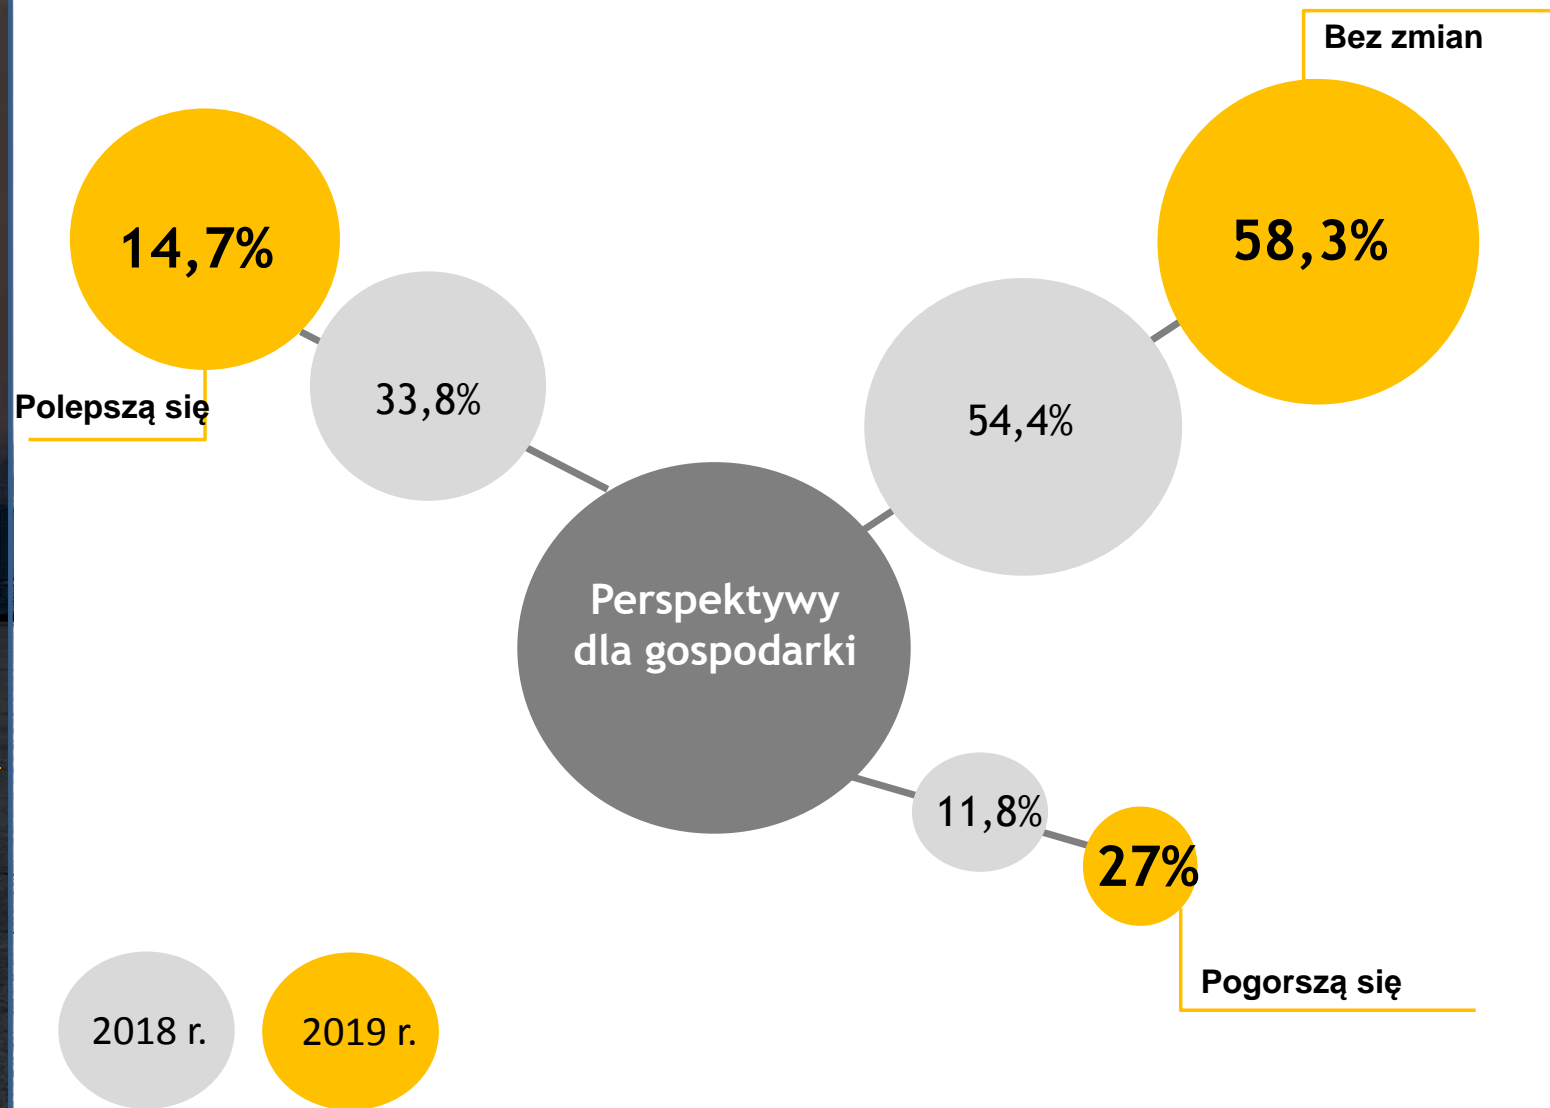 Bez zmian
14,7%
58,3%
Polepszą się
33,8%
54,4%
Perspektywy
dla gospodarki
11,8%
27%
Pogorszą się
2018 r.
2019 r.